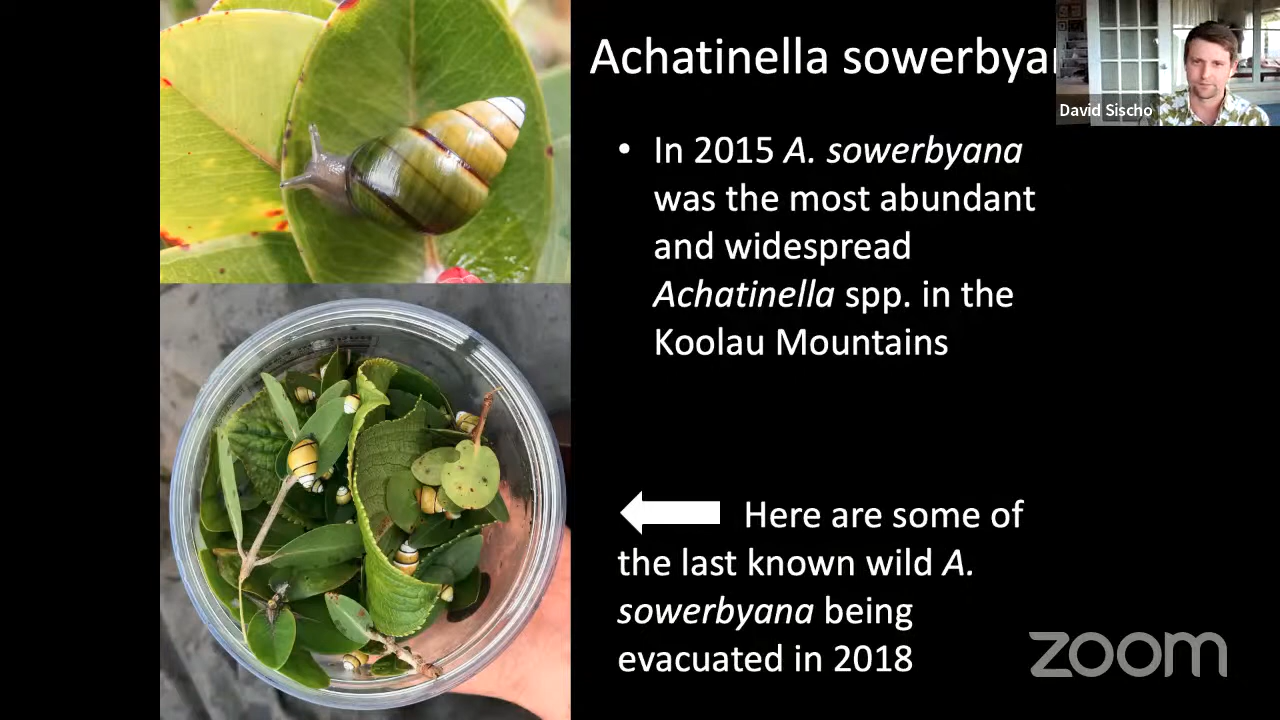 Achatinella sowerbyan
David Sischo
• In 2015 A. sowerbyana
was the most abundant
and widespread
Achatinella spp. in the
Koolau Mountains
Here are some of
the last known wild A.
sowerbyana being
evacuated in 2018
zoom